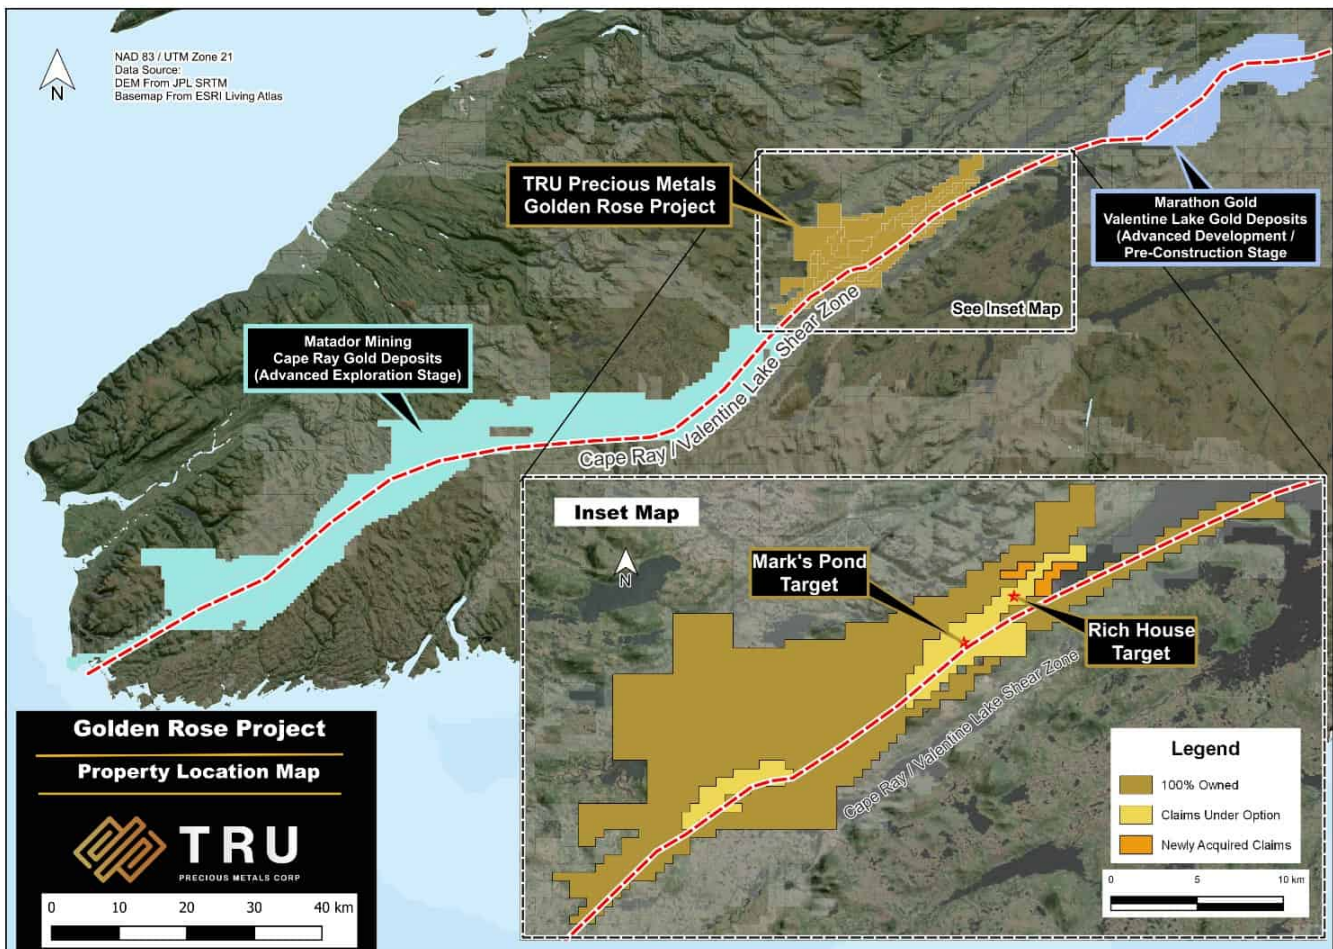 N
NAD 83 / UTM Zone 21
Data Source:
DEM From JPL SRTM
Basemap From ESRI Living Atlas
TRU Precious Metals
Golden Rose Project
Marathon Gold
Valentine Lake Gold Deposits
(Advanced Development /
Pre-Construction Stage
See Inset Map
Matador Mining
Cape Ray Gold Deposits
(Advanced Exploration Stage)
Cape Ray / Valentine Lake Shear Zone
Inset Map
N
Mark's Pond
Target
Rich House
Target
Cape Ray / Valentine Lake Shear Zone
Legend
100% Owned
Claims Under Option
Newly Acquired Claims
0 5 10 km
Golden Rose Project
Property Location Map
TRU
PRECIOUS METALS CORP
0 10 20 30 40 km